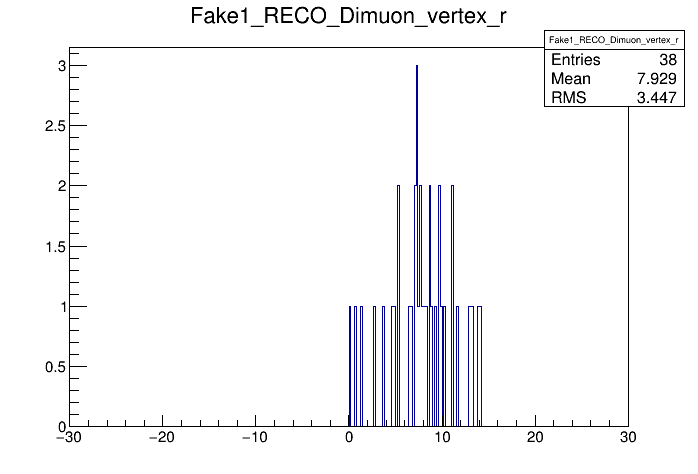 Fake1_RECO_Dimuon_vertex_r
Fake1_RECO_Dimuon_vertex_r
Entries 38
Mean 7.929
RMS 3.447
3
2.5
2
1.5
1
0.5
0
−30 −20 −10 0 10 20 30